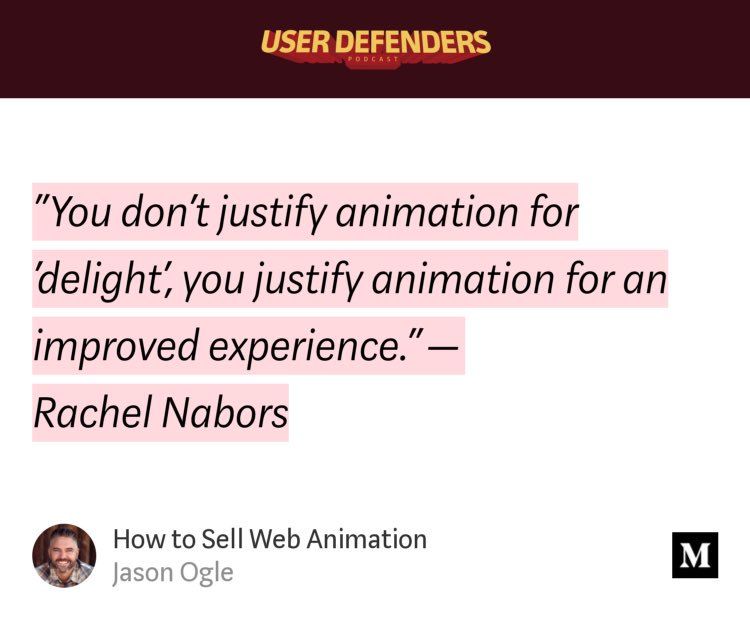 USER DEFENDERS
PODCAST
"You don't justify animation for
'delight', you justify animation for an
improved experience." —
Rachel Nabors
How to Sell Web Animation
Jason Ogle
M